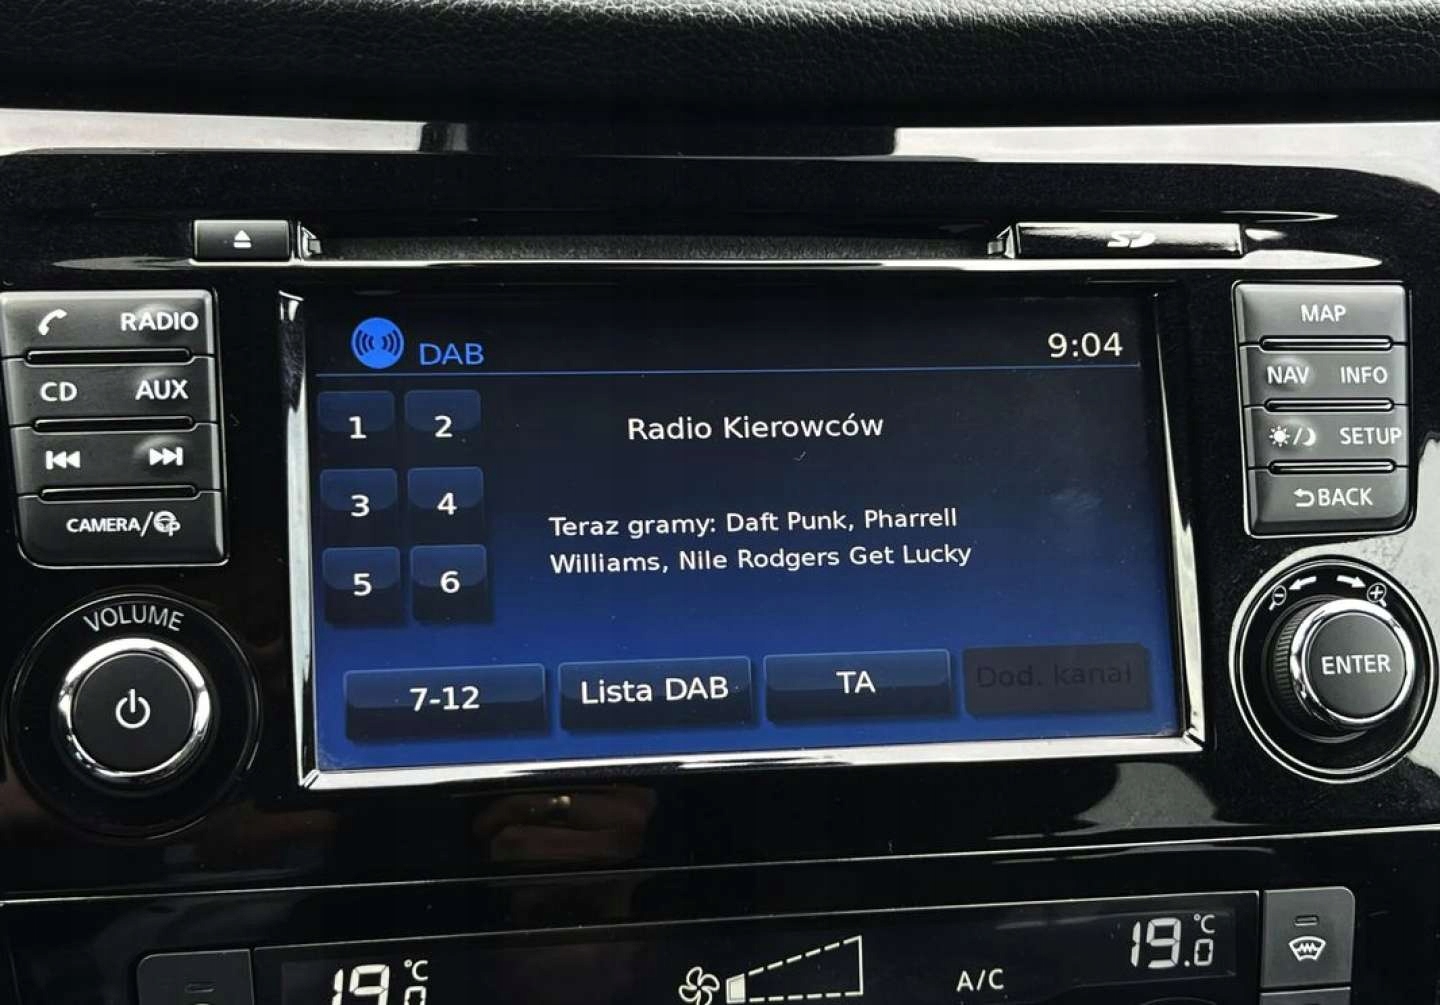 SD
RADIO
CD AUX
CAMERA/
VOLUME
DAB 9:04
1 2
3 4
5 6
Radio Kierowców
Teraz gramy: Daft Punk, Pharrell
Williams, Nile Rodgers Get Lucky
7-12 Lista DAB TA Dod. kanał
MAP
NAV INFO
/ SETUP
BACK
ENTER
19.0 °C
A/C
19.0 °C